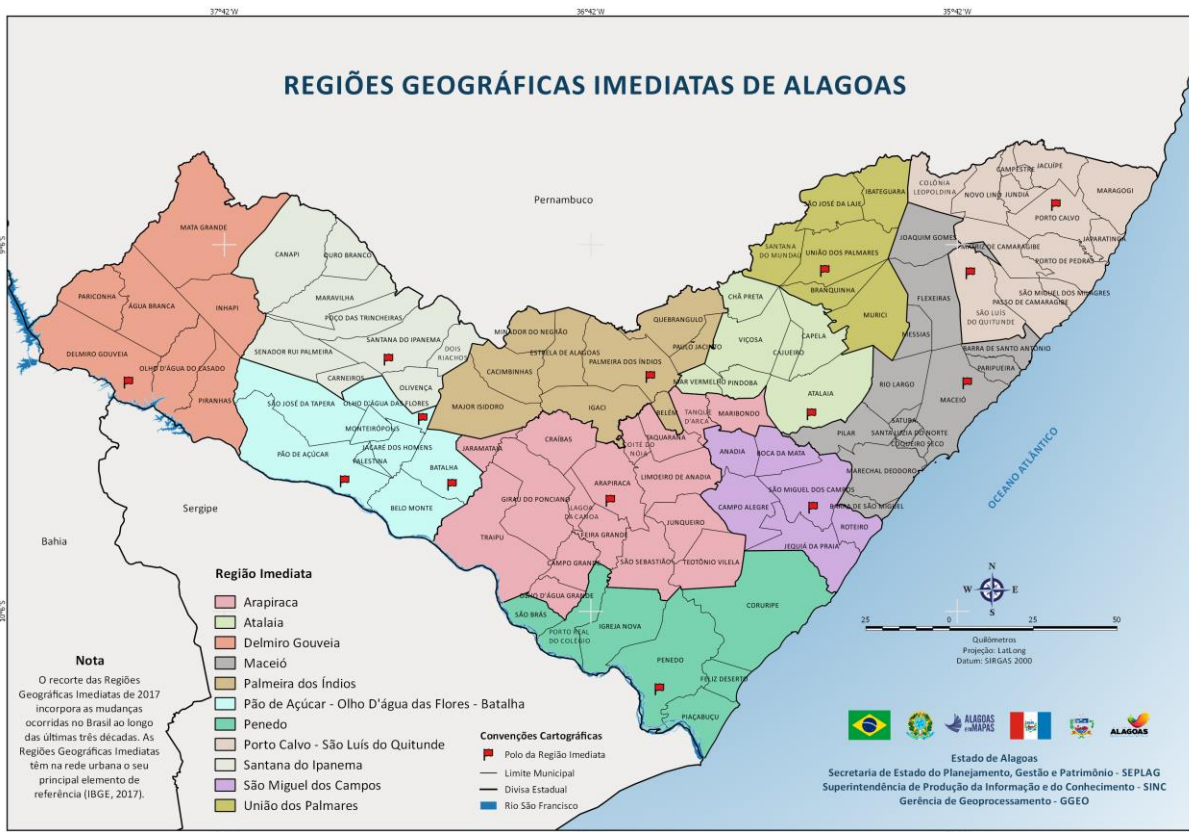 37°42'W
36°42'W
35°42'W
REGIÕES GEOGRÁFICAS IMEDIATAS DE ALAGOAS
Pernambuco
9°6'S
MATA GRANDE
PARICONHA
ÁGUA BRANCA
INHAPI
DELMIRO GOUVEIA
OLHO D'ÁGUA DO CASADO
PIRANHAS
CANAPI
OURO BRANCO
MARAVILHA
POÇO DAS TRINCHEIRAS
SANTANA DO IPANEMA
DOIS
RIACHOS
SENADOR RUI PALMEIRA
CARNEIROS
OLIVENÇA
SÃO JOSÉ DA TAPERA
OLHO D'ÁGUA DAS FLORES
MONTEIRÓPOLIS
JACARÉ DOS HOMENS
PÃO DE AÇÚCAR
PALESTINA
BATALHA
BELO MONTE
MINADOR DO NEGRÃO
ESTRELA DE ALAGOAS
CACIMBINHAS
PALMEIRA DOS ÍNDIOS
QUEBRANGULO
PAULO JACINTO
MAJOR ISIDORO
IGACI
BELÉM
MAR VERMELHO
PINDOBA
CHÃ PRETA
VIÇOSA
CAJUEIRO
CAPELA
ATALAIA
IBATEGUARA
SÃO JOSÉ DA LAJE
SANTANA
DO MUNDAÚ
UNIÃO DOS PALMARES
BRANQUINHA
MURICI
COLÔNIA
LEOPOLDINA
NOVO LINO
CAMPESTRE
JUNDIÁ
JACUÍPE
MARAGOGI
PORTO CALVO
JAPARATINGA
MATRIZ DE CAMARAGIBE
PORTO DE PEDRAS
SÃO MIGUEL DOS MILAGRES
PASSO DE CAMARAGIBE
SÃO LUÍS
DO QUITUNDE
JOAQUIM GOMES
FLEXEIRAS
MESSIAS
BARRA DE SANTO ANTÔNIO
PARIPUEIRA
RIO LARGO
MACEIÓ
SATUBA
SANTA LUZIA DO NORTE
COQUEIRO SECO
PILAR
MARECHAL DEODORO
BARRA DE SÃO MIGUEL
JARAMATAIA
CRAÍBAS
COITÉ DO
NÓIA
TAQUARANA
TANQUE
D'ARCA
MARIBONDO
LIMOEIRO DE ANADIA
ARAPIRACA
GIRAU DO PONCIANO
LAGOA
DA CANOA
FEIRA GRANDE
JUNQUEIRO
TRAIPU
CAMPO GRANDE
SÃO SEBASTIÃO
TEOTÔNIO VILELA
OLHO D'ÁGUA GRANDE
ANADIA
BOCA DA MATA
SÃO MIGUEL DOS CAMPOS
CAMPO ALEGRE
ROTEIRO
JEQUIÁ DA PRAIA
SÃO BRÁS
PORTO REAL
DO COLÉGIO
IGREJA NOVA
CORURIPE
PENEDO
FELIZ DESERTO
PIAÇABUÇU
OCEANO ATLÂNTICO
Sergipe
Bahia
10°6'S
Região Imediata
Arapiraca
Atalaia
Delmiro Gouveia
Maceió
Palmeira dos Índios
Pão de Açúcar - Olho D'água das Flores - Batalha
Penedo
Porto Calvo - São Luís do Quitunde
Santana do Ipanema
São Miguel dos Campos
União dos Palmares
Nota
O recorte das Regiões
Geográficas Imediatas de 2017
incorpora as mudanças
ocorridas no Brasil ao longo
das últimas três décadas. As
Regiões Geográficas Imediatas
têm na rede urbana o seu
principal elemento de
referência (IBGE, 2017).
Convenções Cartográficas
Polo da Região Imediata
Limite Municipal
Divisa Estadual
Rio São Francisco
N
W E
S
25 0 25 50
Quilômetros
Projeção: LatLong
Datum: SIRGAS 2000
ALAGOAS
EM MAPAS
ALAGOAS
Estado de Alagoas
Secretaria de Estado do Planejamento, Gestão e Patrimônio - SEPLAG
Superintendência de Produção da Informação e do Conhecimento - SINC
Gerência de Geoprocessamento - GGEO